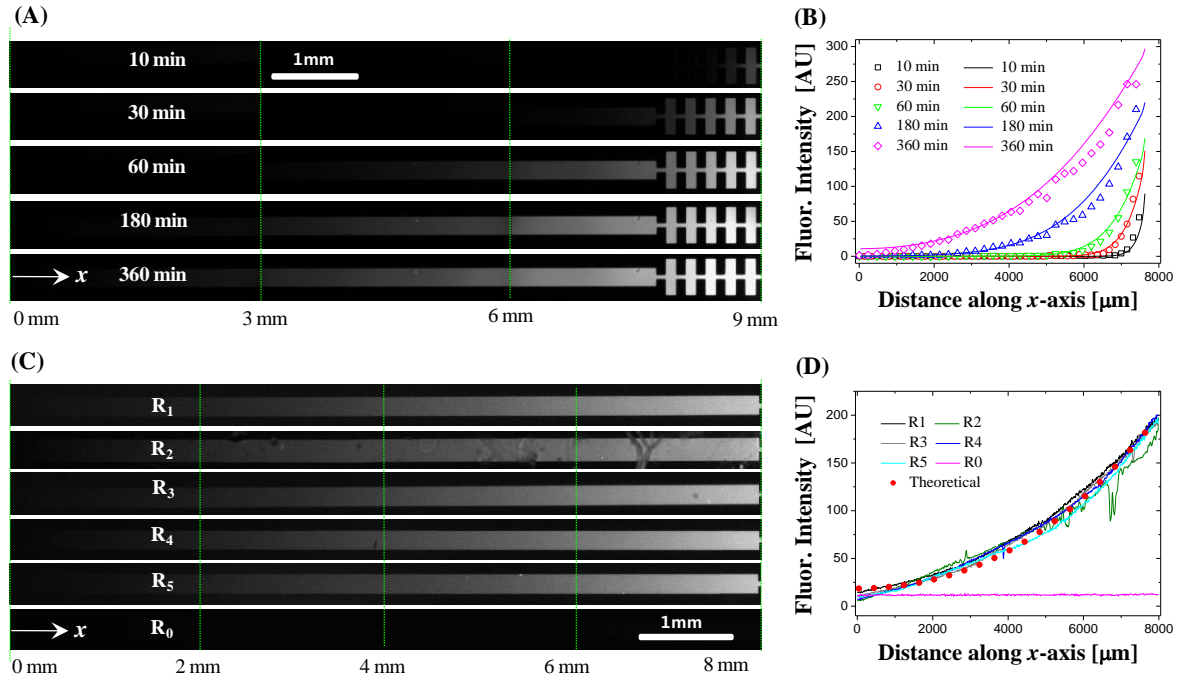 (A)
10 min
1mm
30 min
60 min
180 min
360 min
x
0 mm
3 mm
6 mm
9 mm
(B)
Fluor. Intensity [AU]
300
250
200
150
100
50
0
10 min
10 min
30 min
30 min
60 min
60 min
180 min
180 min
360 min
360 min
0
2000
4000
6000
8000
Distance along x-axis [μm]
(C)
R1
R2
R3
R4
R5
R0
x
1mm
0 mm
2 mm
4 mm
6 mm
8 mm
(D)
Fluor. Intensity [AU]
200
150
100
50
0
R1
R2
R3
R4
R5
R0
Theoretical
0
2000
4000
6000
8000
Distance along x-axis [μm]